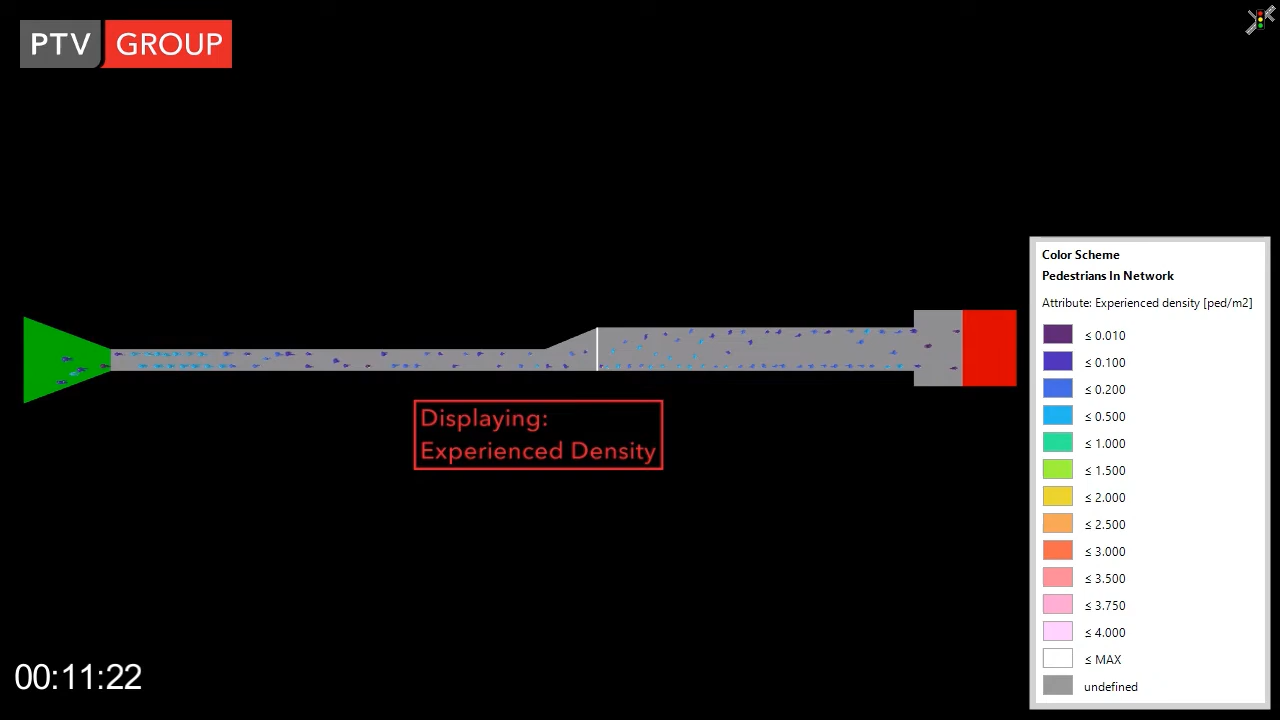 PTV GROUP
Color Scheme
Pedestrians In Network
Attribute: Experienced density [ped/m2]
≤ 0.010
≤ 0.100
≤ 0.200
≤ 0.500
≤ 1.000
≤ 1.500
≤ 2.000
≤ 2.500
≤ 3.000
≤ 3.500
≤ 3.750
≤ 4.000
≤ MAX
undefined
Displaying:
Experienced Density
00:11:22